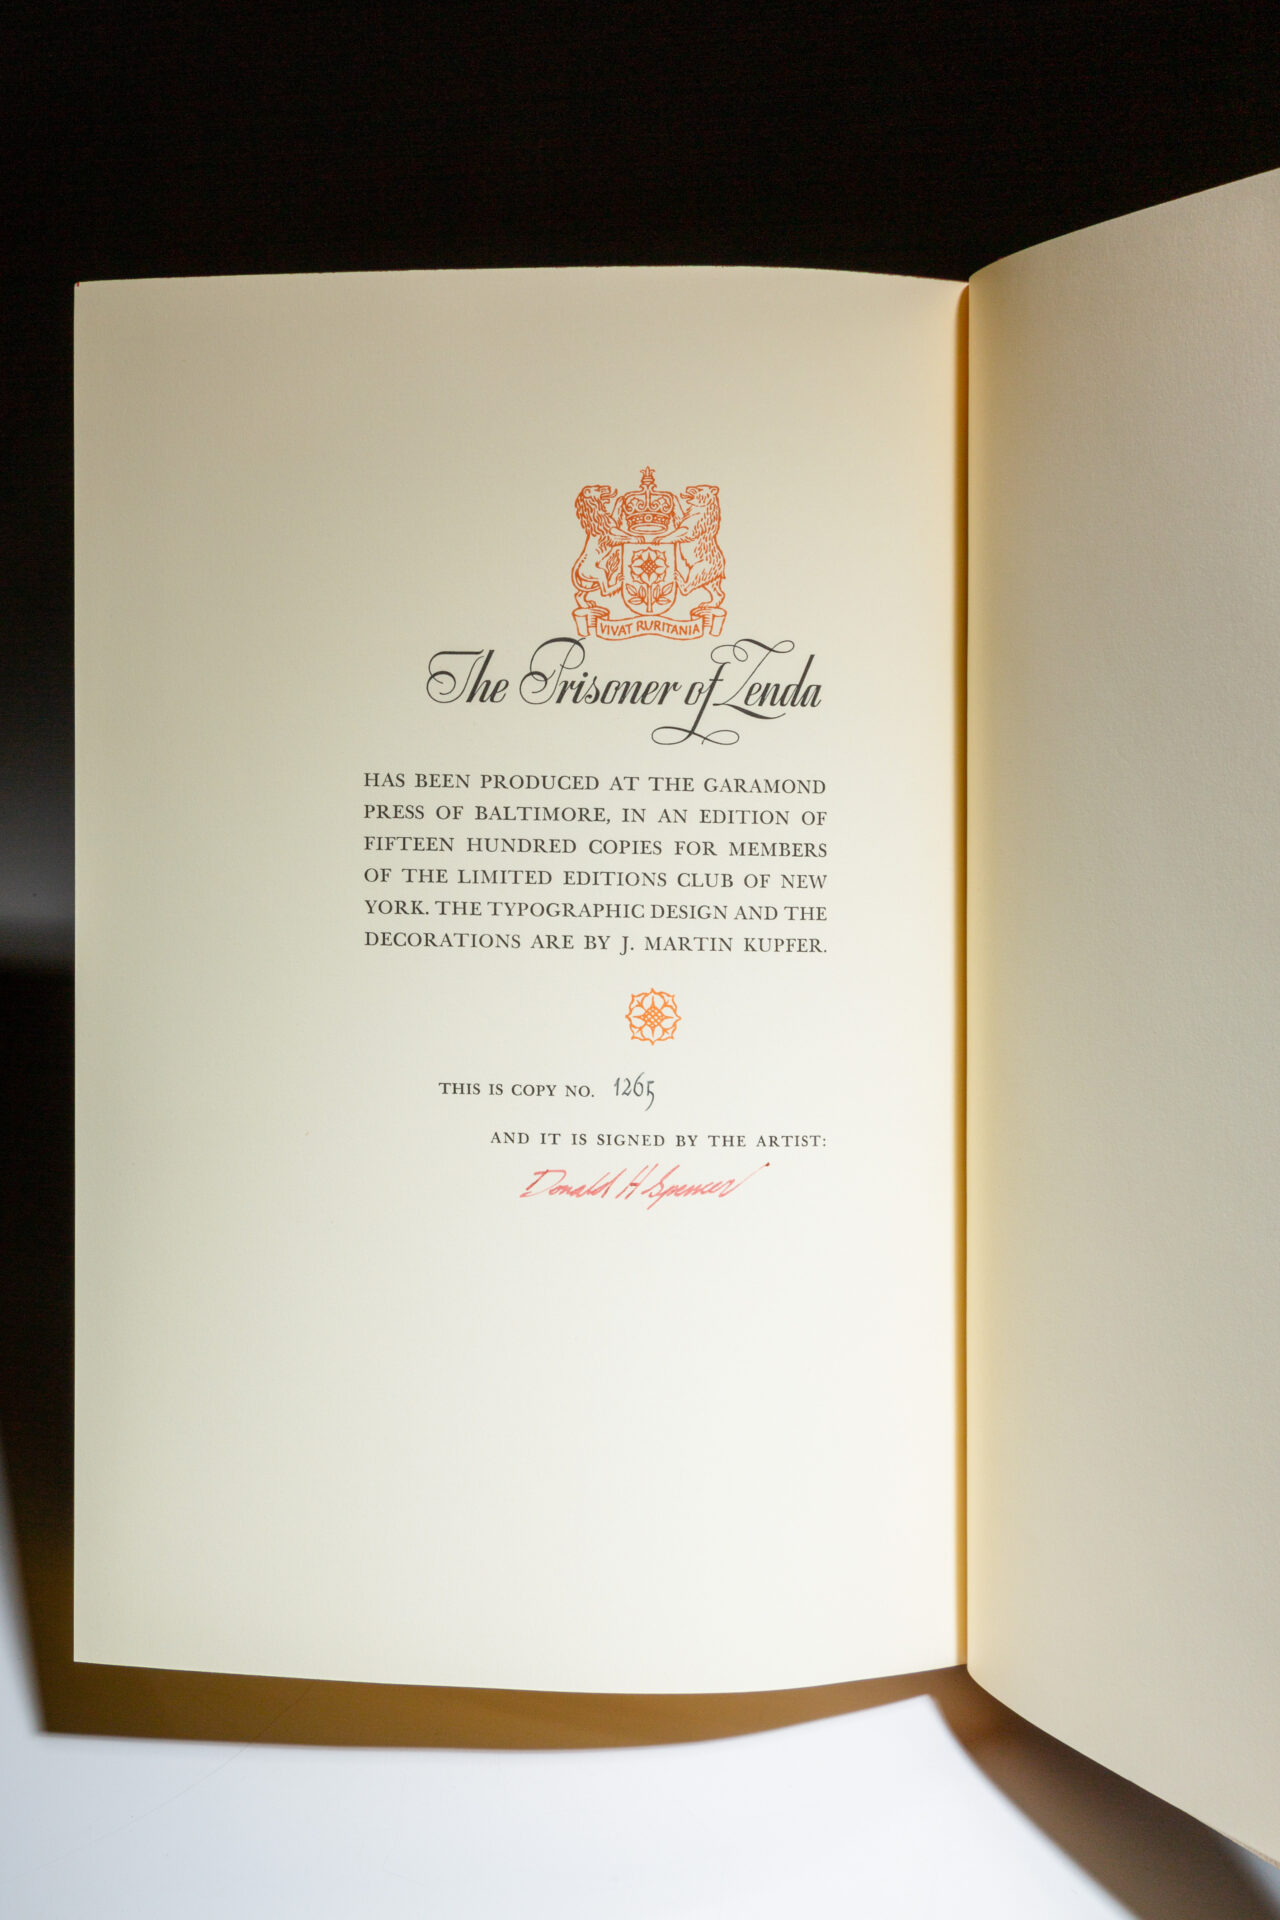 VIVAT RURITANIA
The Prisoner of Zenda
HAS BEEN PRODUCED AT THE GARAMOND
PRESS OF BALTIMORE, IN AN EDITION OF
FIFTEEN HUNDRED COPIES FOR MEMBERS
OF THE LIMITED EDITIONS CLUB OF NEW
YORK. THE TYPOGRAPHIC DESIGN AND THE
DECORATIONS ARE BY J. MARTIN KUPFER.
THIS IS COPY NO. 1265
AND IT IS SIGNED BY THE ARTIST:
Donald H Spencer